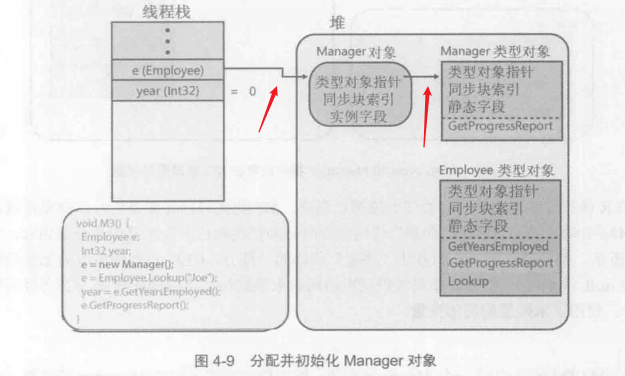 线程栈
堆
e (Employee)
year (Int32)
= 0
Manager 对象
类型对象指针
同步块索引
实例字段
Manager 类型对象
类型对象指针
同步块索引
静态字段
GetProgressReport
Employee 类型对象
类型对象指针
同步块索引
静态字段
GetYearsEmployed
GetProgressReport
Lookup
void M3() {
Employee e;
Int32 year;
e = new Manager();
e = Employee.Lookup("Joe");
year = e.GetYearsEmployed();
e.GetProgressReport();
}
图 4-9 分配并初始化 Manager 对象